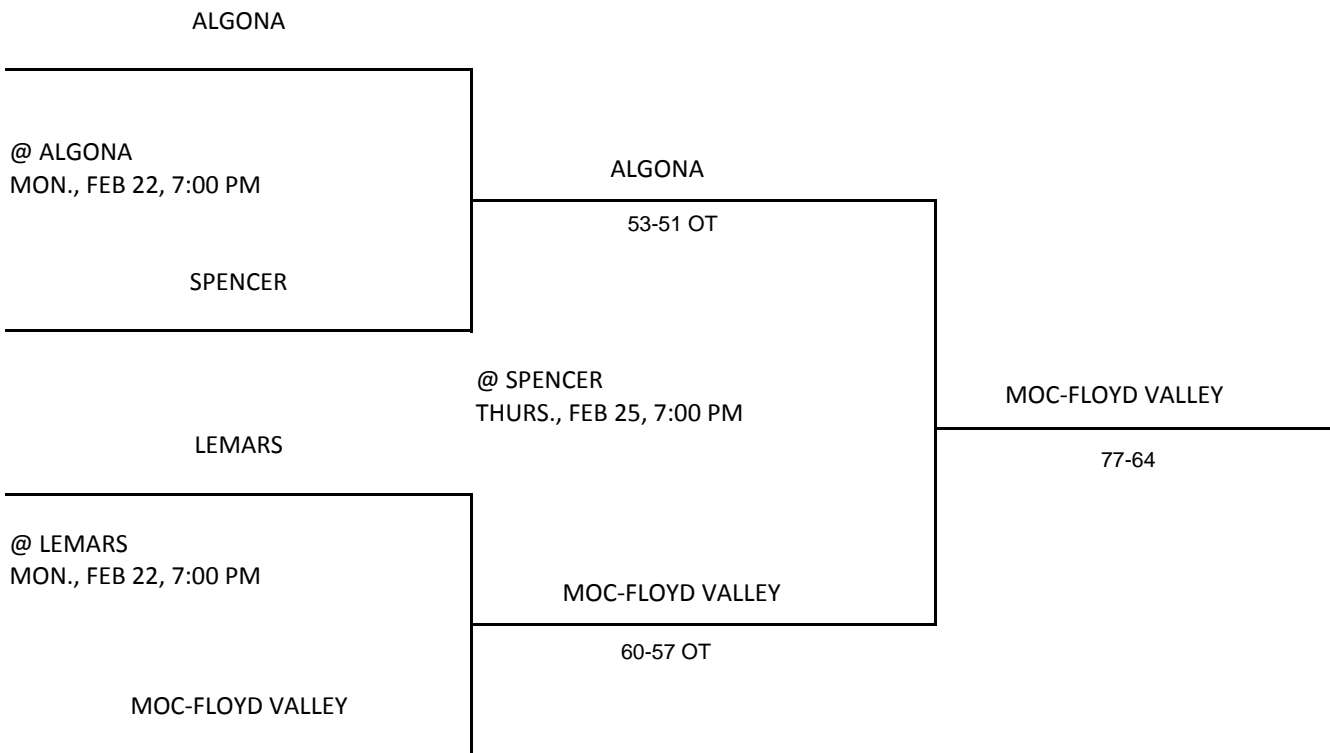 ALGONA
@ ALGONA
MON., FEB 22, 7:00 PM
ALGONA
53-51 OT
SPENCER
@ SPENCER
THURS., FEB 25, 7:00 PM
MOC-FLOYD VALLEY
77-64
LEMARS
@ LEMARS
MON., FEB 22, 7:00 PM
MOC-FLOYD VALLEY
60-57 OT
MOC-FLOYD VALLEY